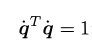 q̇ᵀq̇ = 1